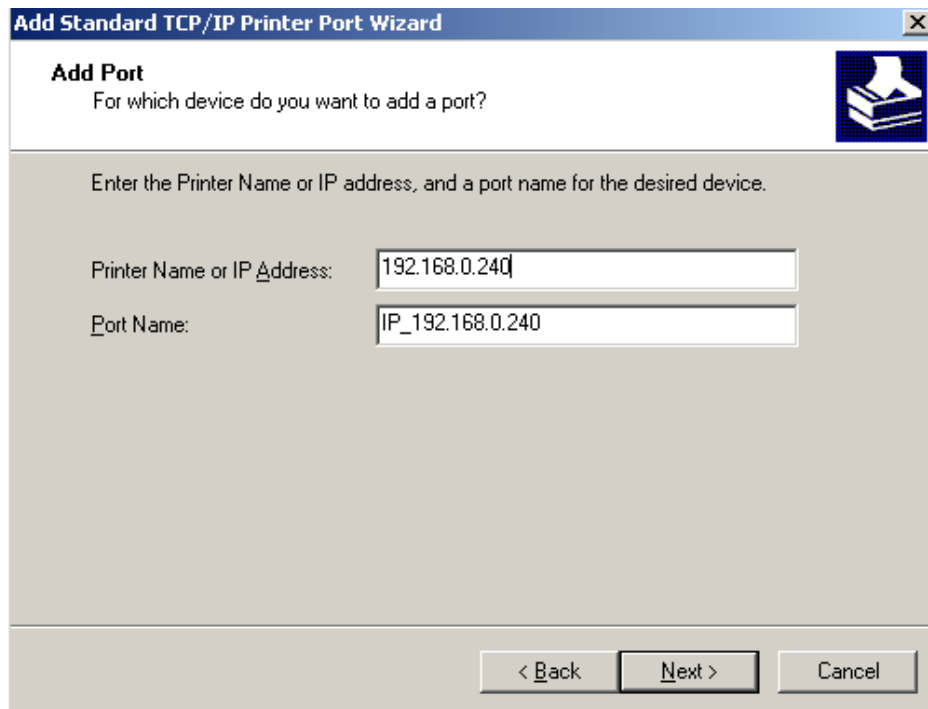 Add Standard TCP/IP Printer Port Wizard
Add Port
For which device do you want to add a port?
Enter the Printer Name or IP address, and a port name for the desired device.
Printer Name or IP Address: 192.168.0.240
Port Name: IP_192.168.0.240
< Back Next > Cancel